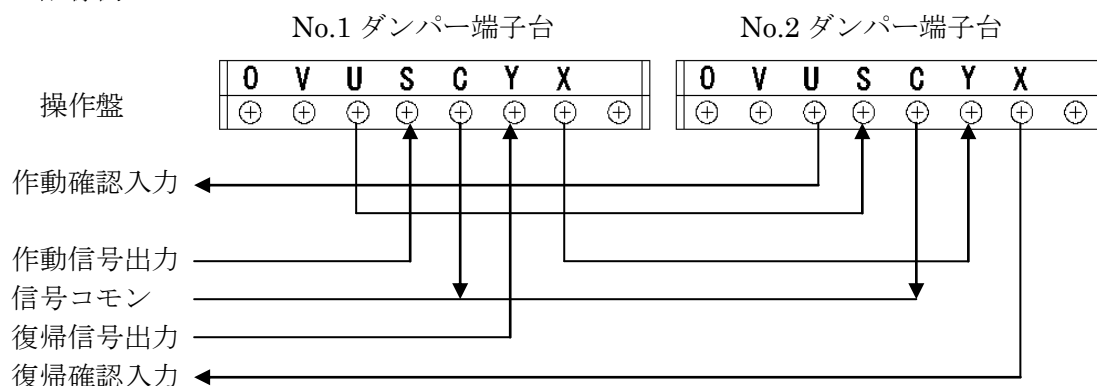 No.1 ダンパー端子台 No.2 ダンパー端子台
O V U S C Y X O V U S C Y X
操作盤
作動確認入力
作動信号出力
信号コモン
復帰信号出力
復帰確認入力